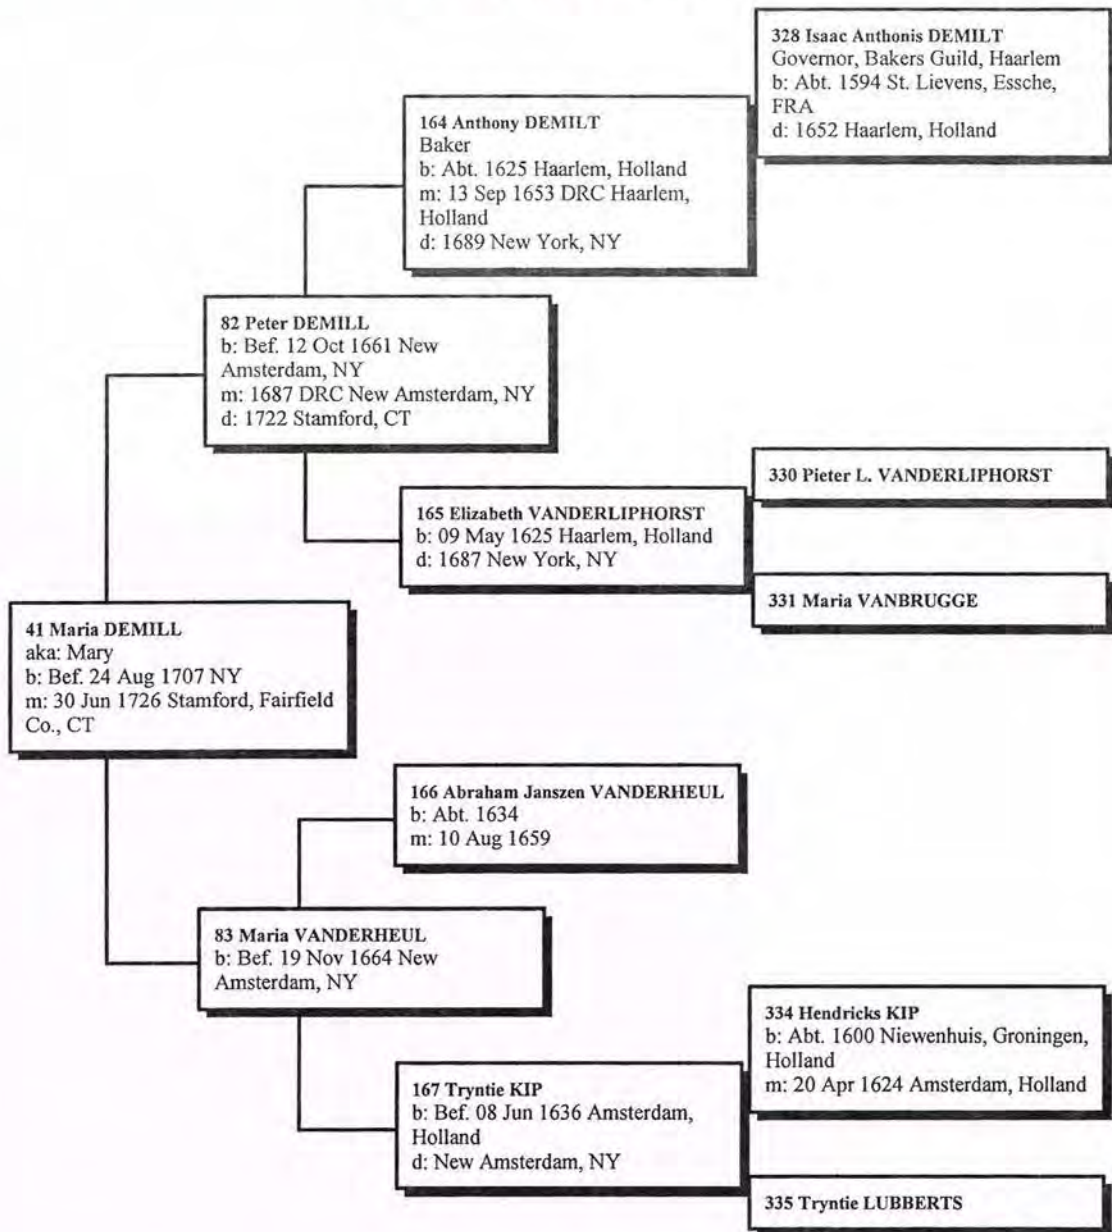 328 Isaac Anthonis DEMILT
Governor, Bakers Guild, Haarlem
b: Abt. 1594 St. Lievens, Essche,
FRA
d: 1652 Haarlem, Holland
164 Anthony DEMILT
Baker
b: Abt. 1625 Haarlem, Holland
m: 13 Sep 1653 DRC Haarlem,
Holland
d: 1689 New York, NY
82 Peter DEMILL
b: Bef. 12 Oct 1661 New
Amsterdam, NY
m: 1687 DRC New Amsterdam, NY
d: 1722 Stamford, CT
330 Pieter L. VANDERLIPHORST
165 Elizabeth VANDERLIPHORST
b: 09 May 1625 Haarlem, Holland
d: 1687 New York, NY
331 Maria VANBRUGGE
41 Maria DEMILL
aka: Mary
b: Bef. 24 Aug 1707 NY
m: 30 Jun 1726 Stamford, Fairfield
Co., CT
166 Abraham Janszen VANDERHEUL
b: Abt. 1634
m: 10 Aug 1659
83 Maria VANDERHEUL
b: Bef. 19 Nov 1664 New
Amsterdam, NY
334 Hendricks KIP
b: Abt. 1600 Niewenhuis, Groningen,
Holland
m: 20 Apr 1624 Amsterdam, Holland
167 Tryntie KIP
b: Bef. 08 Jun 1636 Amsterdam,
Holland
d: New Amsterdam, NY
335 Tryntie LUBBERTS